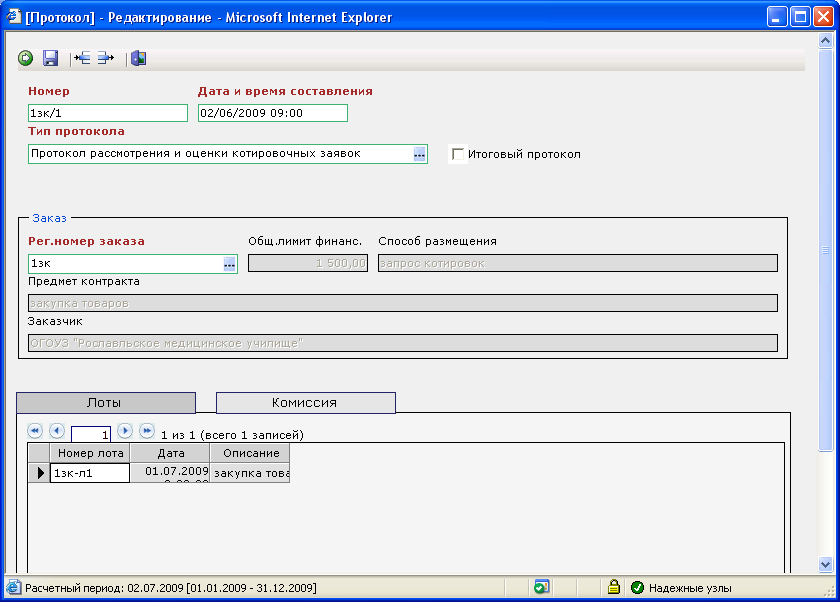 [Протокол] - Редактирование - Microsoft Internet Explorer
Номер Дата и время составления
1зк/1 02/06/2009 09:00
Тип протокола
Протокол рассмотрения и оценки котировочных заявок ... Итоговый протокол
Заказ
Рег.номер заказа Общ.лимит финанс. Способ размещения
1зк ... 1 500,00 запрос котировок
Предмет контракта
закупка товаров
Заказчик
ОГОУЗ "Рославльское медицинское училище"
Лоты Комиссия
1 1 из 1 (всего 1 записей)
Номер лота Дата Описание
1зк-л1 01.07.2009 закупка това
Расчетный период: 02.07.2009 [01.01.2009 - 31.12.2009] Надежные узлы